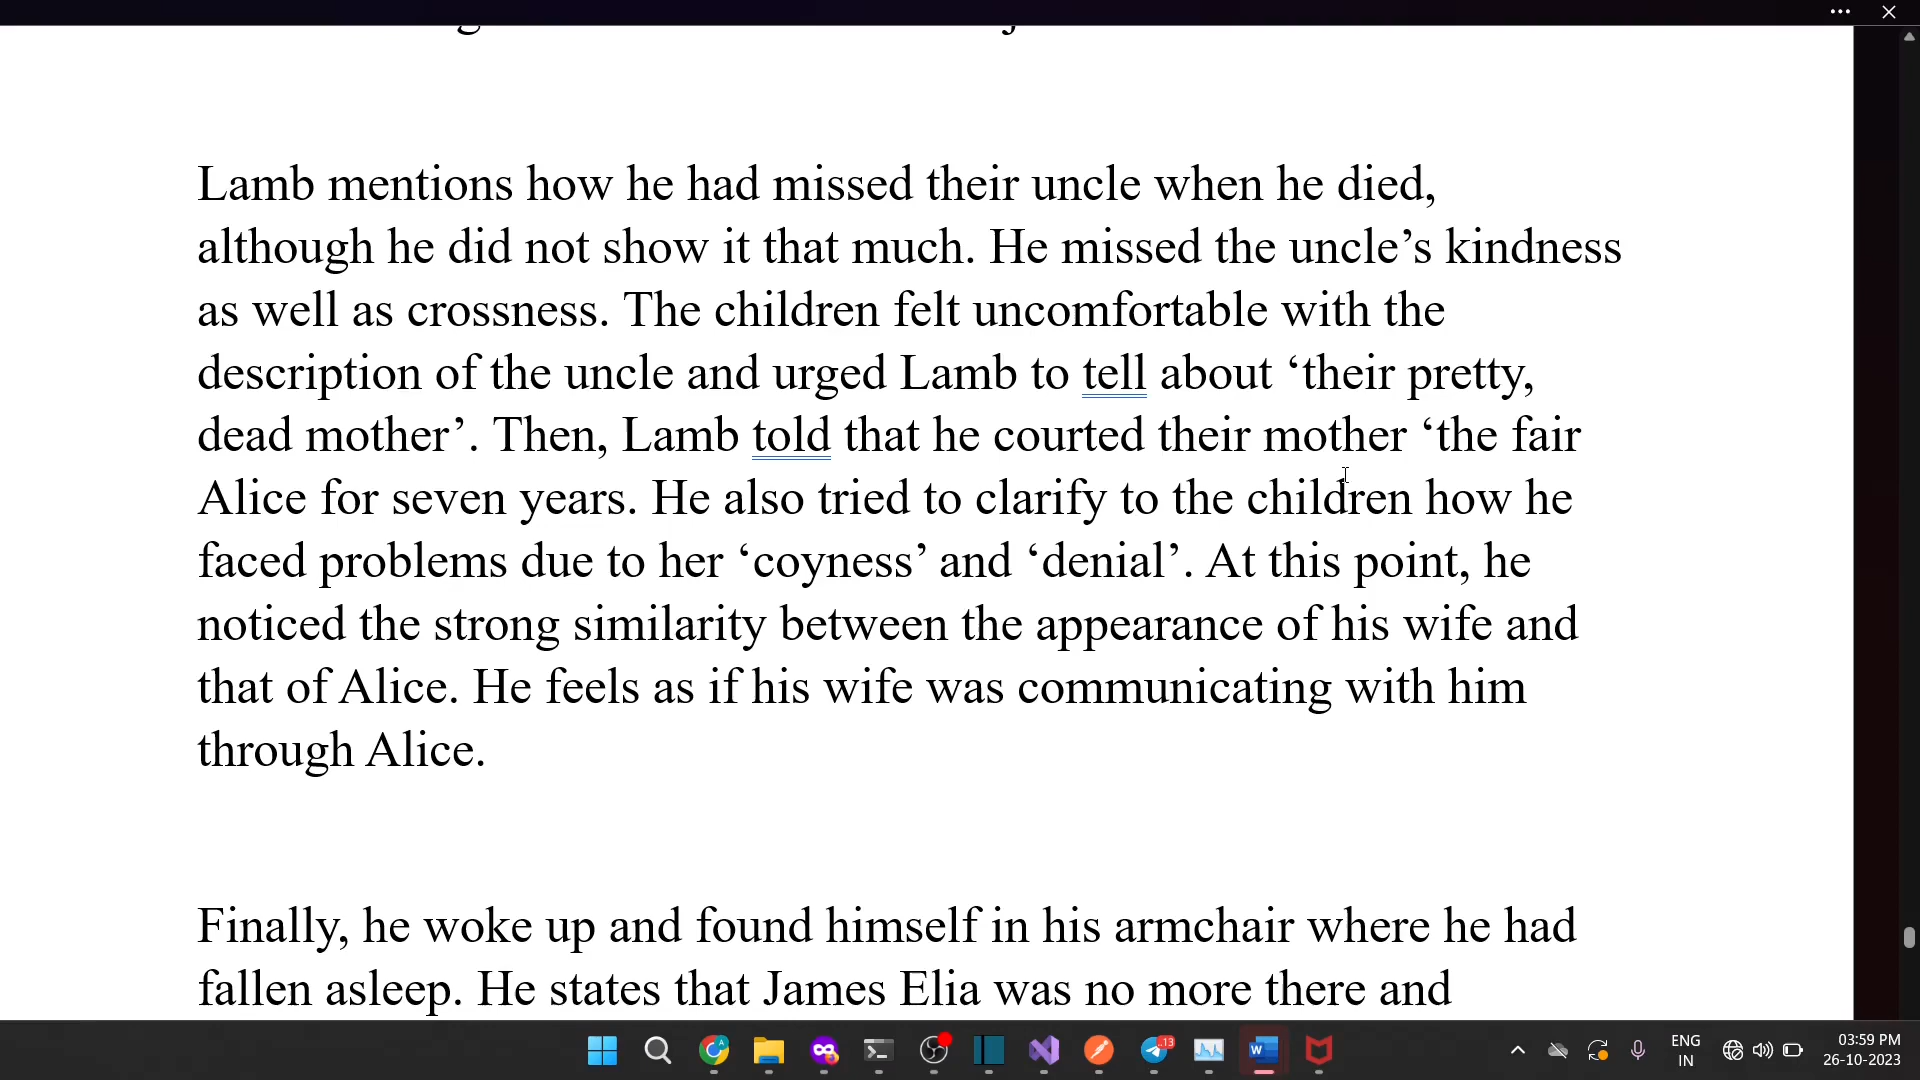 Lamb mentions how he had missed their uncle when he died,
although he did not show it that much. He missed the uncle’s kindness
as well as crossness. The children felt uncomfortable with the
description of the uncle and urged Lamb to tell about ‘their pretty,
dead mother’. Then, Lamb told that he courted their mother ‘the fair
Alice for seven years. He also tried to clarify to the children how he
faced problems due to her ‘coyness’ and ‘denial’. At this point, he
noticed the strong similarity between the appearance of his wife and
that of Alice. He feels as if his wife was communicating with him
through Alice.
Finally, he woke up and found himself in his armchair where he had
fallen asleep. He states that James Elia was no more there and
A
13
W
ENG
IN
03:59 PM
26-10-2023